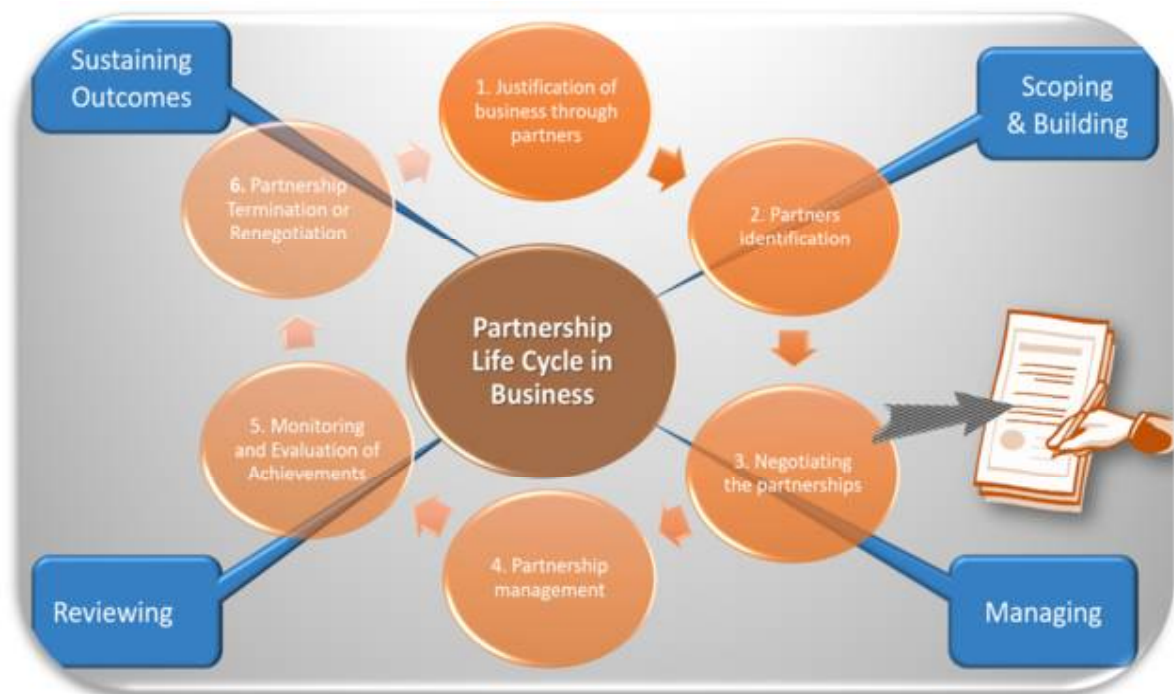 Sustaining
Outcomes
1. Justification of
business through
partners
Scoping
& Building
6. Partnership
Termination or
Renegotiation
2. Partners
identification
Partnership
Life Cycle in
Business
5. Monitoring
and Evaluation of
Achievements
3. Negotiating
the partnerships
4. Partnership
management
Reviewing
Managing